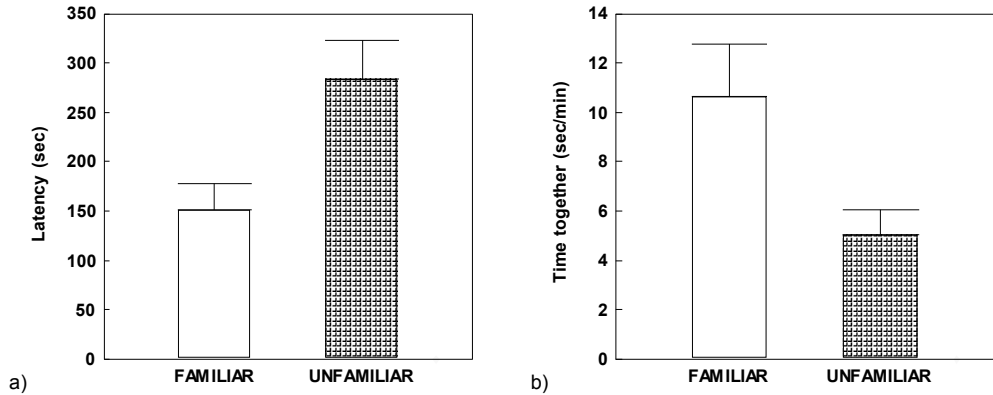 350
300
250
200
150
100
50
0
Latency (sec)
FAMILIAR UNFAMILIAR
a)
14
12
10
8
6
4
2
0
Time together (sec/min)
FAMILIAR UNFAMILIAR
b)